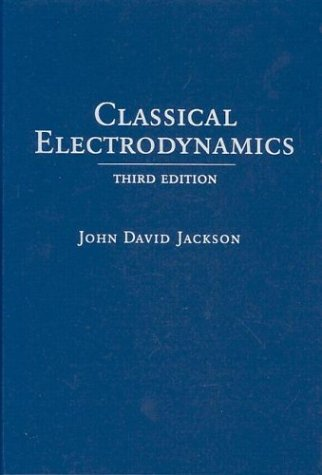 CLASSICAL
ELECTRODYNAMICS
THIRD EDITION
JOHN DAVID JACKSON